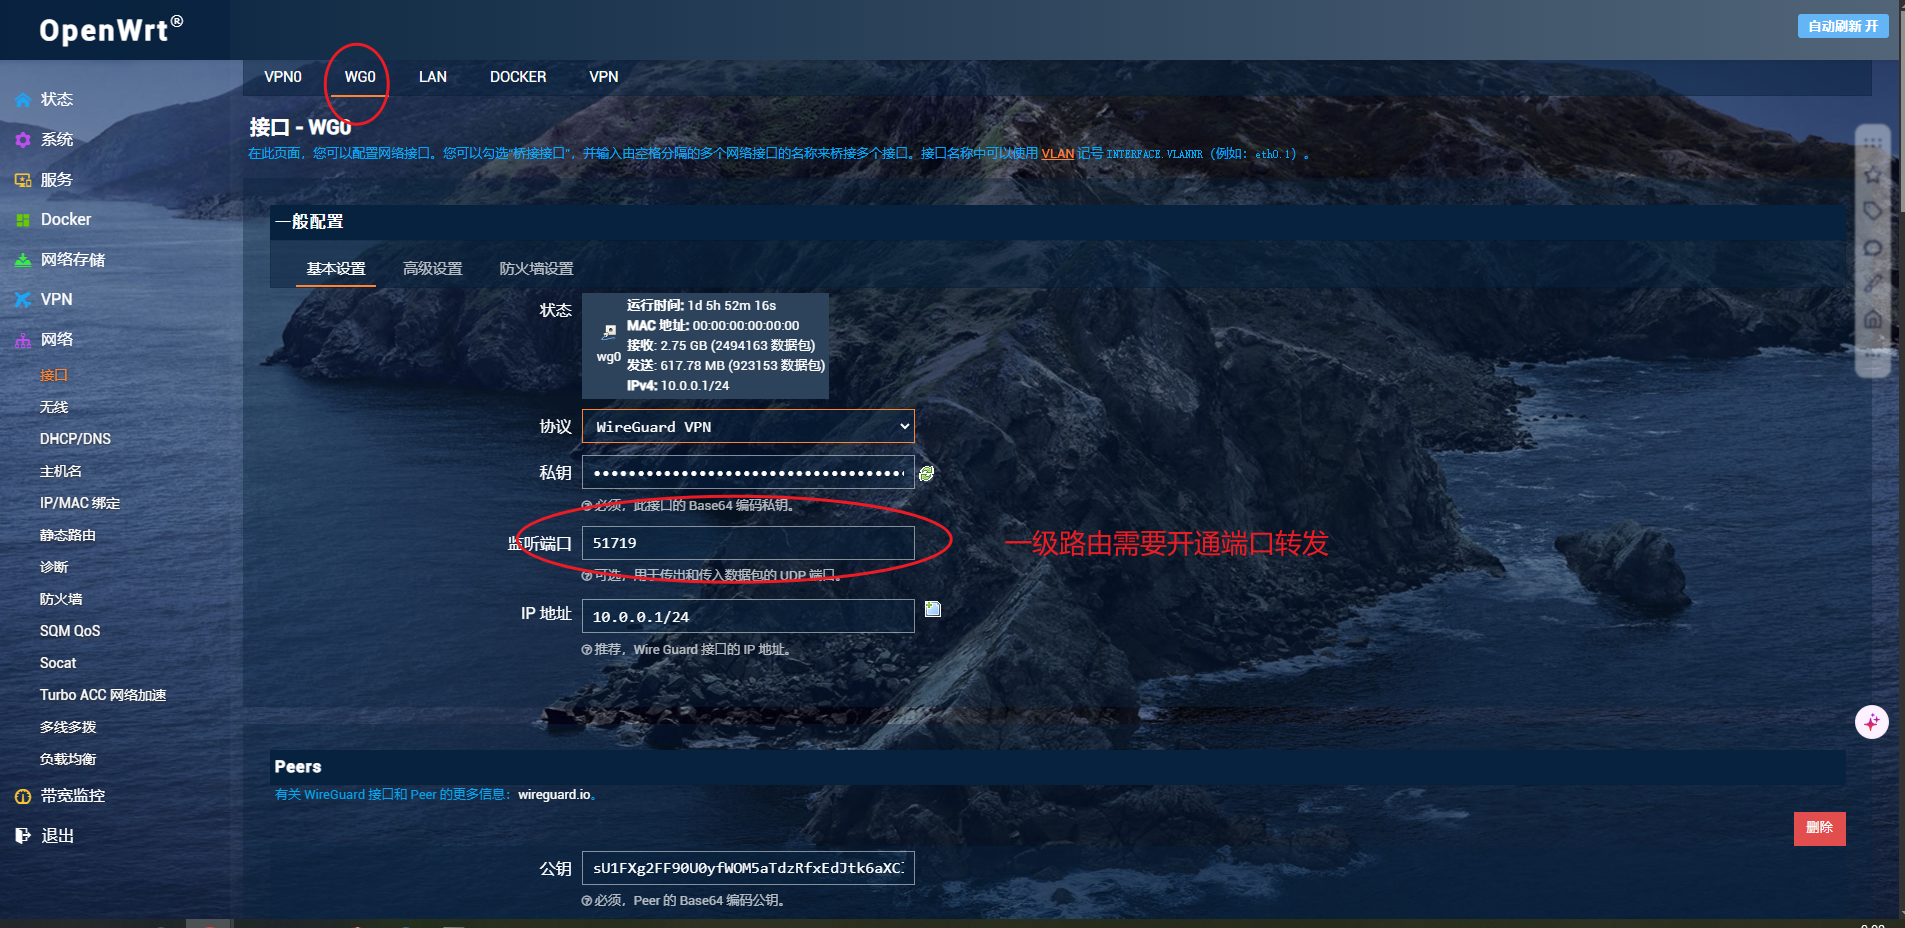 OpenWrt®
自动刷新 开
VPN0 WG0 LAN DOCKER VPN
状态
系统
服务
Docker
网络存储
VPN
网络
接口
无线
DHCP/DNS
主机名
IP/MAC 绑定
静态路由
诊断
防火墙
SQM QoS
Socat
Turbo ACC 网络加速
多线多拨
负载均衡
带宽监控
退出
接口 - WG0
在此页面，您可以配置网络接口。您可以勾选“桥接接口”，并输入由空格分隔的多个网络接口的名称来桥接多个接口。接口名称中可以使用 VLAN 记号 INTERFACE.VLANNR（例如：eth0.1）。
一般配置
基本设置 高级设置 防火墙设置
状态
wg0
运行时间: 1d 5h 52m 16s
MAC 地址: 00:00:00:00:00:00
接收: 2.75 GB (2494163 数据包)
发送: 617.78 MB (923153 数据包)
IPv4: 10.0.0.1/24
协议 WireGuard VPN
私钥
必须，此接口的 Base64 编码私钥。
监听端口 51719
一级路由需要开通端口转发
可选，用于传出和传入数据包的 UDP 端口。
IP 地址 10.0.0.1/24
推荐，Wire Guard 接口的 IP 地址。
Peers
有关 WireGuard 接口和 Peer 的更多信息：wireguard.io。
删除
公钥 sU1FXg2FF90U0yfWOM5aTdzRfxEdJtk6aXC
必须，Peer 的 Base64 编码公钥。